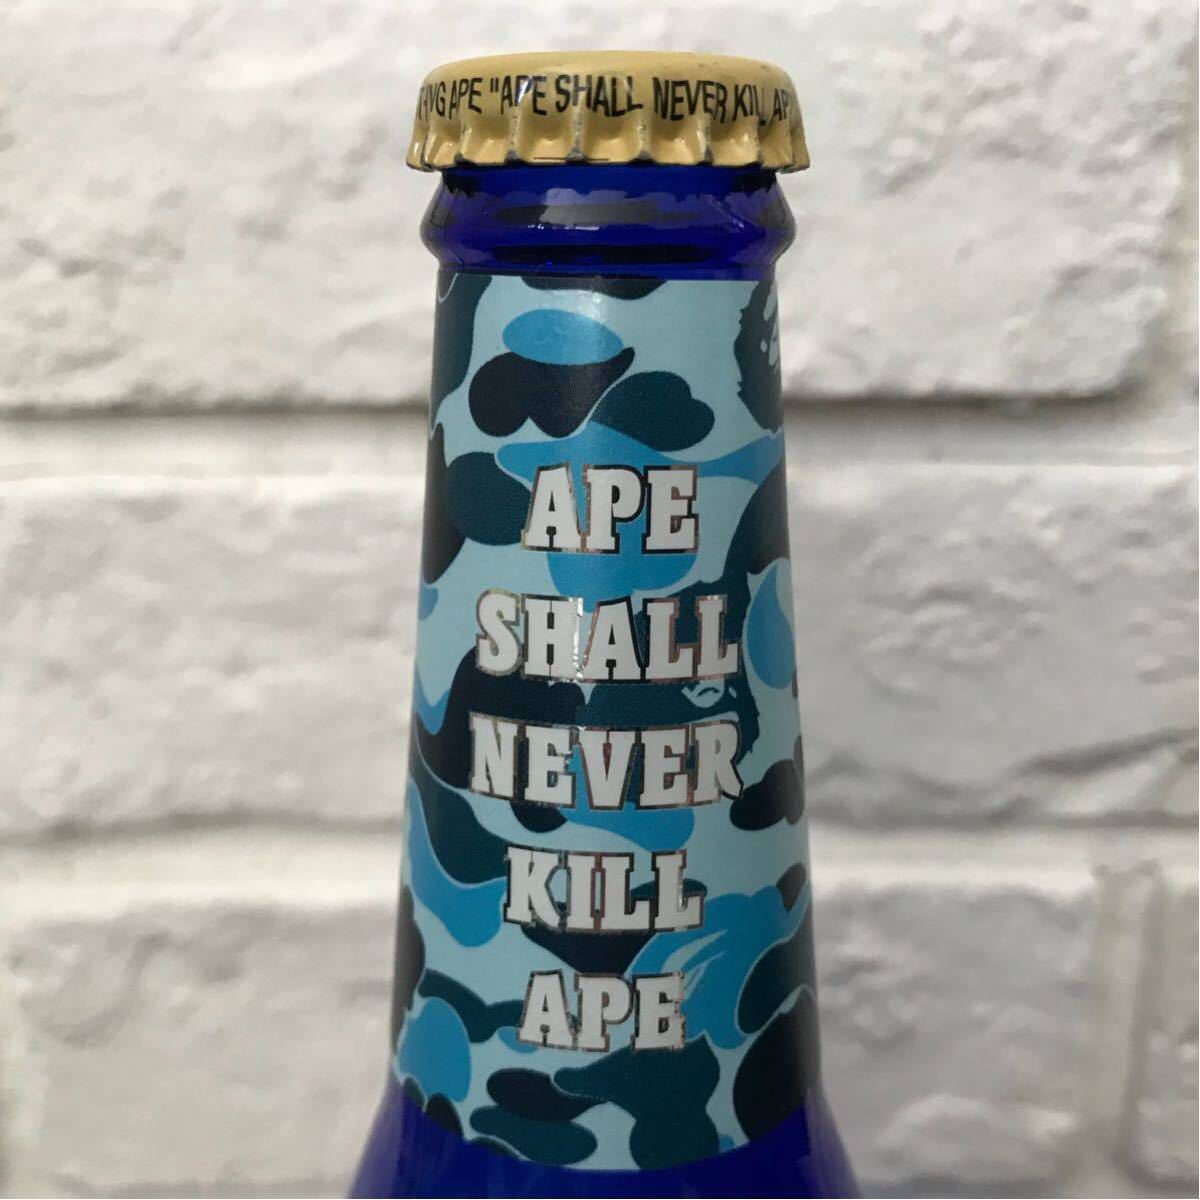 APE "APE SHALL NEVER KILL AP
APE
SHALL
NEVER
KILL
APE